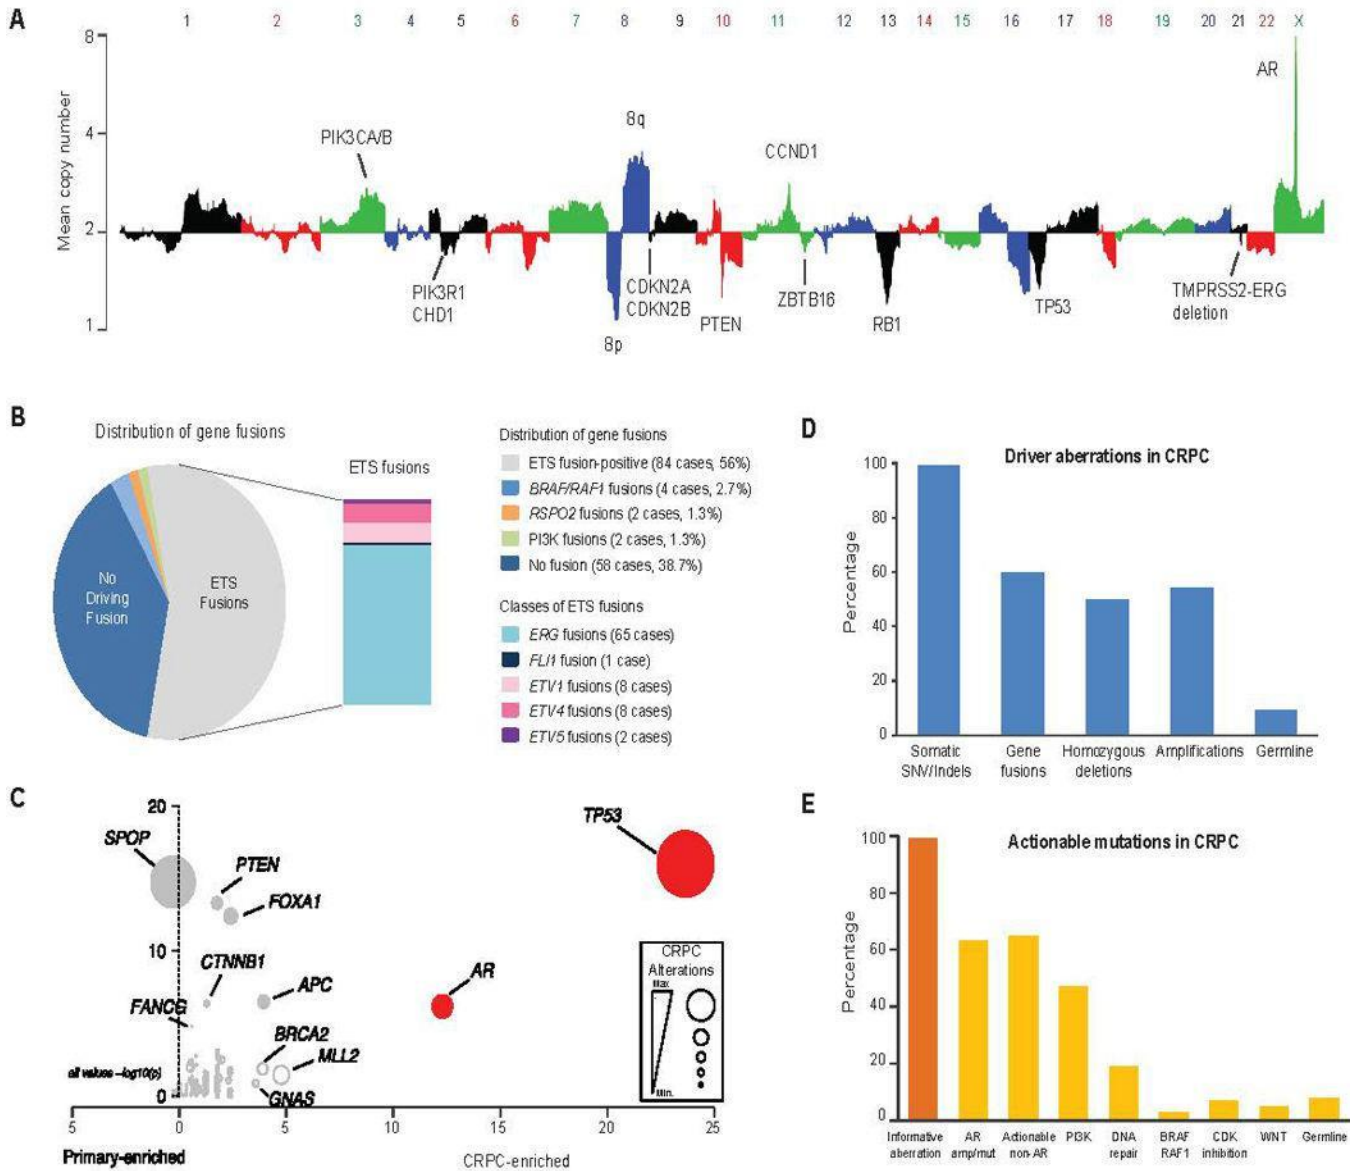 A
1 2 3 4 5 6 7 8 9 10 11 12 13 14 15 16 17 18 19 20 21 22 X
8
4
2
1
Mean copy number
PIK3CA/B
8q
CCND1
AR
PIK3R1
CHD1
CDKN2A
CDKN2B
8p
PTEN
ZBTB16
RB1
TP53
TMPRSS2-ERG
deletion
B
Distribution of gene fusions
No
Driving
Fusion
ETS
Fusions
ETS fusions
Distribution of gene fusions
ETS fusion-positive (84 cases, 56%)
BRAF/RAF1 fusions (4 cases, 2.7%)
RSPO2 fusions (2 cases, 1.3%)
PI3K fusions (2 cases, 1.3%)
No fusion (58 cases, 38.7%)
Classes of ETS fusions
ERG fusions (65 cases)
FLI1 fusion (1 case)
ETV1 fusions (8 cases)
ETV4 fusions (8 cases)
ETV5 fusions (2 cases)
C
20
10
0
SPOP
PTEN
FOXA1
TP53
CTNNB1
APC
AR
FANCG
BRCA2
MLL2
GNAS
all values -log10(p)
CRPC
Alterations
Max
Min.
5 0 5 10 15 20 25
Primary-enriched
CRPC-enriched
D
Driver aberrations in CRPC
Percentage
100
80
60
40
20
0
Somatic
SNV/Indels
Gene
fusions
Homozygous
deletions
Amplifications
Germline
E
Actionable mutations in CRPC
Percentage
100
80
60
40
20
0
Informative
aberration
AR
amp/mut
Actionable
non-AR
PI3K
DNA
repair
BRAF
RAF1
CDK
inhibition
WNT
Germline